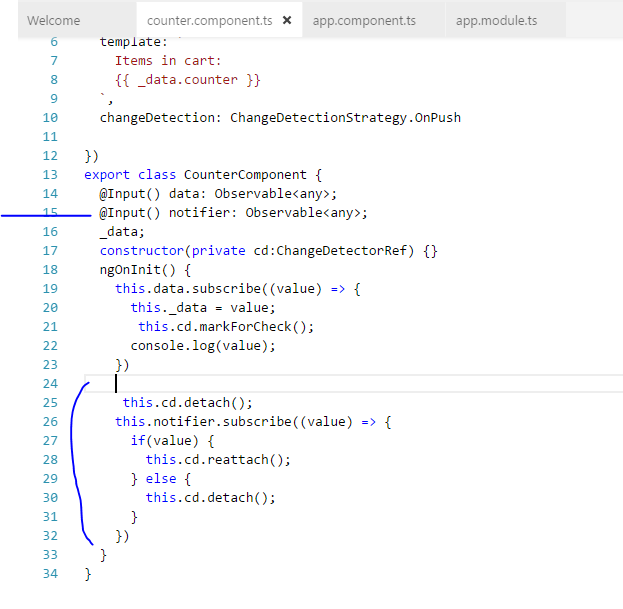 Welcome counter.component.ts × app.component.ts app.module.ts
6 template: `
7 Items in cart:
8 {{ _data.counter }}
9 `,
10 changeDetection: ChangeDetectionStrategy.OnPush
11
12 })
13 export class CounterComponent {
14 @Input() data: Observable<any>;
15 @Input() notifier: Observable<any>;
16 _data;
17 constructor(private cd:ChangeDetectorRef) {}
18 ngOnInit() {
19 this.data.subscribe((value) => {
20 this._data = value;
21 this.cd.markForCheck();
22 console.log(value);
23 })
24
25 this.cd.detach();
26 this.notifier.subscribe((value) => {
27 if(value) {
28 this.cd.reattach();
29 } else {
30 this.cd.detach();
31 }
32 })
33 }
34 }